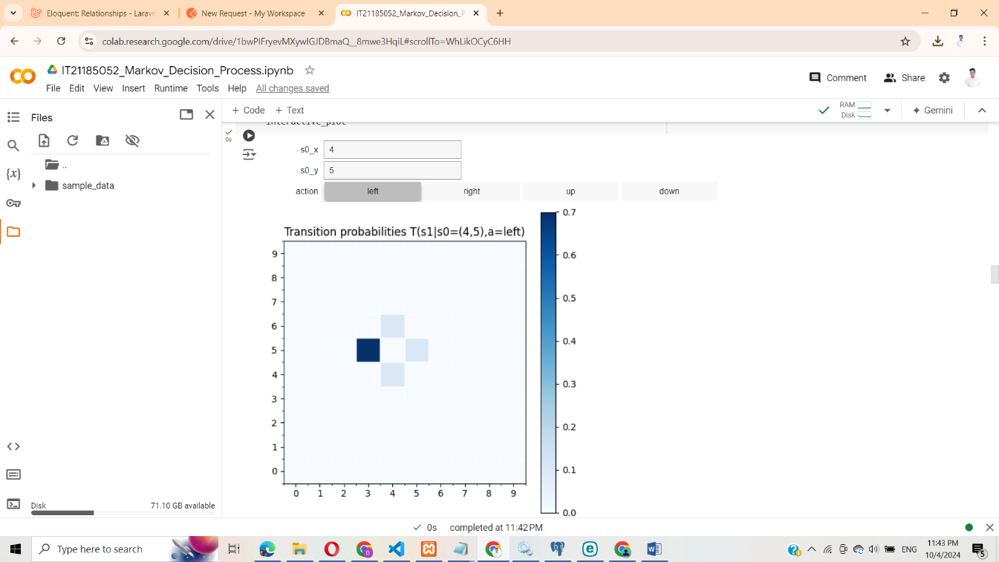 Eloquent: Relationships - Larave
New Request - My Workspace
IT21185052_Markov_Decision_P
colab.research.google.com/drive/1bwPlFryevMXywIGJDBmaQ__8mwe3HqiL#scrollTo=WhLikOCyC6HH
IT21185052_Markov_Decision_Process.ipynb
Comment
Share
File Edit View Insert Runtime Tools Help All changes saved
Files
+ Code + Text
RAM
Disk
Gemini
interactive_plot
0s
s0_x 4
s0_y 5
action left right up down
..
{x}
sample_data
Transition probabilities T(s1|s0=(4,5),a=left)
9
8
7
6
5
4
3
2
1
0
0 1 2 3 4 5 6 7 8 9
0.7
0.6
0.5
0.4
0.3
0.2
0.1
0.0
Disk 71.10 GB available
0s completed at 11:42 PM
Type here to search
ENG
11:43 PM
10/4/2024
5